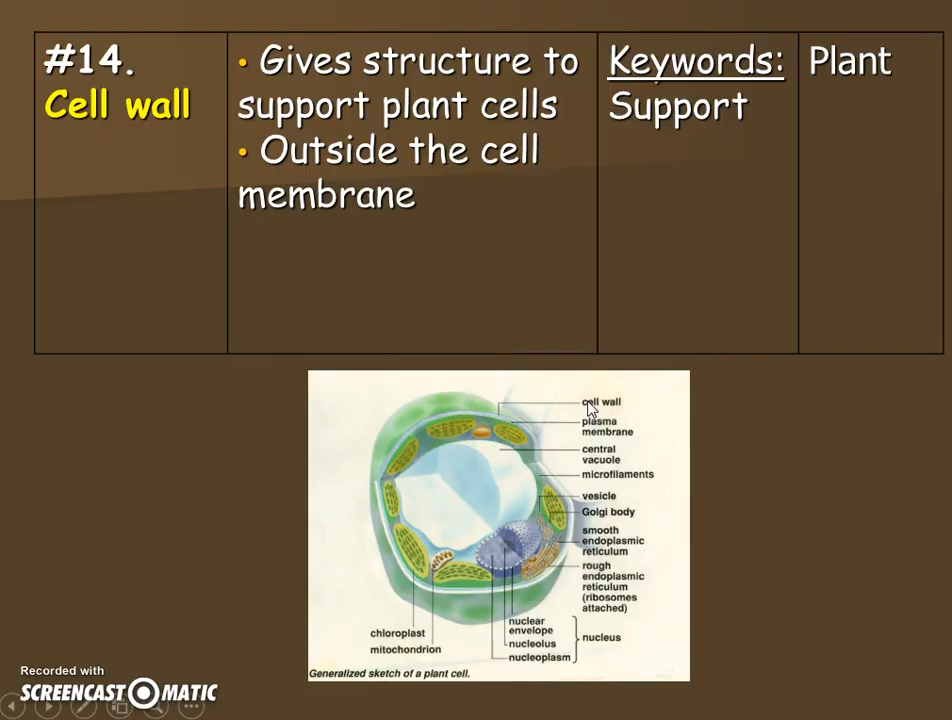 #14.
Cell wall
• Gives structure to
support plant cells
• Outside the cell
membrane
Keywords:
Support
Plant
cell wall
plasma
membrane
central
vacuole
microfilaments
vesicle
Golgi body
smooth
endoplasmic
reticulum
rough
endoplasmic
reticulum
(ribosomes
attached)
nuclear
envelope
nucleolus
nucleoplasm
nucleus
chloroplast
mitochondrion
Generalized sketch of a plant cell.
Recorded with
SCREENCAST MATIC